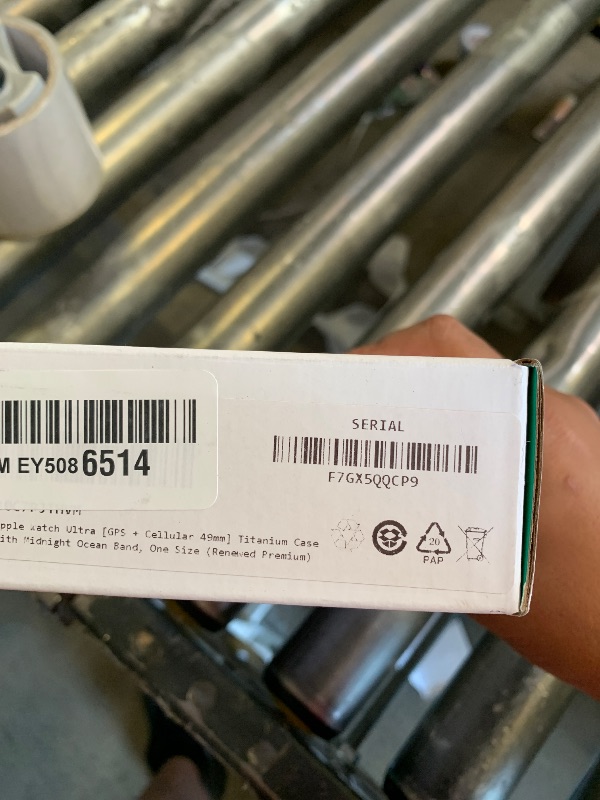 M EY508 6514
SERIAL
F7GX5QQCP9
pple Watch Ultra [GPS + Cellular 49mm] Titanium Case
ith Midnight Ocean Band, One Size (Renewed Premium)
20
PAP